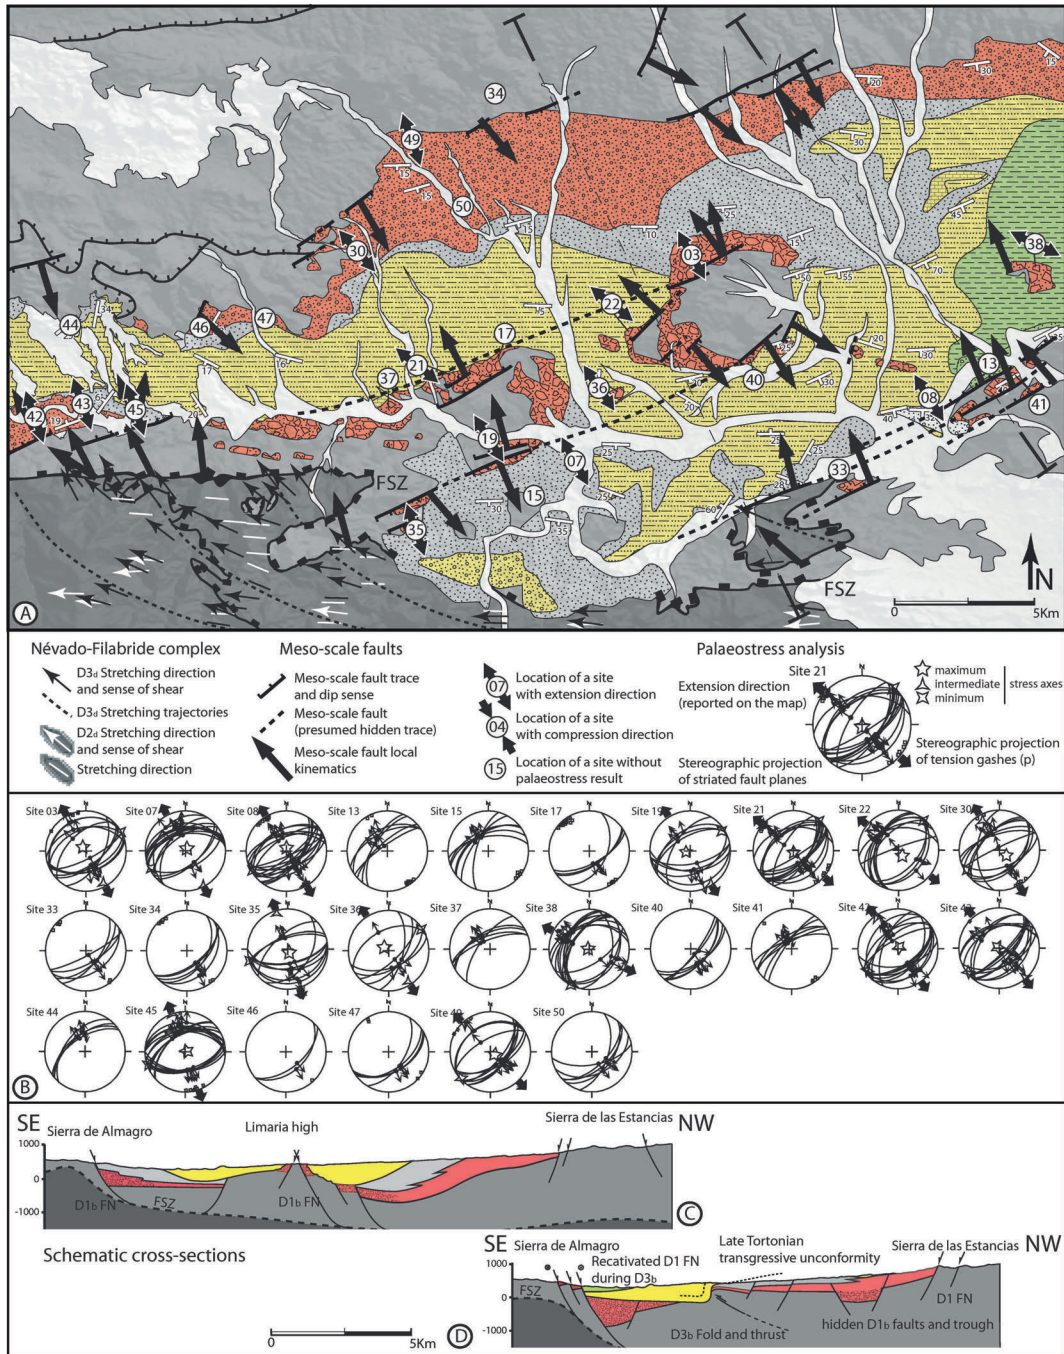 34
49
50
30
03
38
22
44
46
47
17
21
37
36
40
13
08
41
42
43
45
19
07
33
15
35
FSZ
FSZ
N
0 5Km
A
Névado-Filabride complex
D3d Stretching direction
and sense of shear
D3d Stretching trajectories
D2d Stretching direction
and sense of shear
Stretching direction
Meso-scale faults
Meso-scale fault trace
and dip sense
Meso-scale fault
(presumed hidden trace)
Meso-scale fault local
kinematics
07
Location of a site
with extension direction
04
Location of a site
with compression direction
15
Location of a site without
palaeostress result
Palaeostress analysis
Site 21
Extension direction
(reported on the map)
Stereographic projection
of striated fault planes
maximum
intermediate
minimum
stress axes
Stereographic projection
of tension gashes (p)
Site 03 Site 07 Site 08 Site 13 Site 15 Site 17 Site 19 Site 21 Site 22 Site 30
Site 33 Site 34 Site 35 Site 36 Site 37 Site 38 Site 40 Site 41 Site 42 Site 43
Site 44 Site 45 Site 46 Site 47 Site 49 Site 50
B
SE
NW
Sierra de Almagro
Limaria high
Sierra de las Estancias
1000
0
-1000
D1b FN
FSZ
D1b FN
C
Schematic cross-sections
0 5Km
SE
NW
Sierra de Almagro
Recativated D1 FN
during D3b
Late Tortonian
transgressive unconformity
Sierra de las Estancias
1000
0
-1000
FSZ
D1 FN
D3b Fold and thrust
hidden D1b faults and trough
D